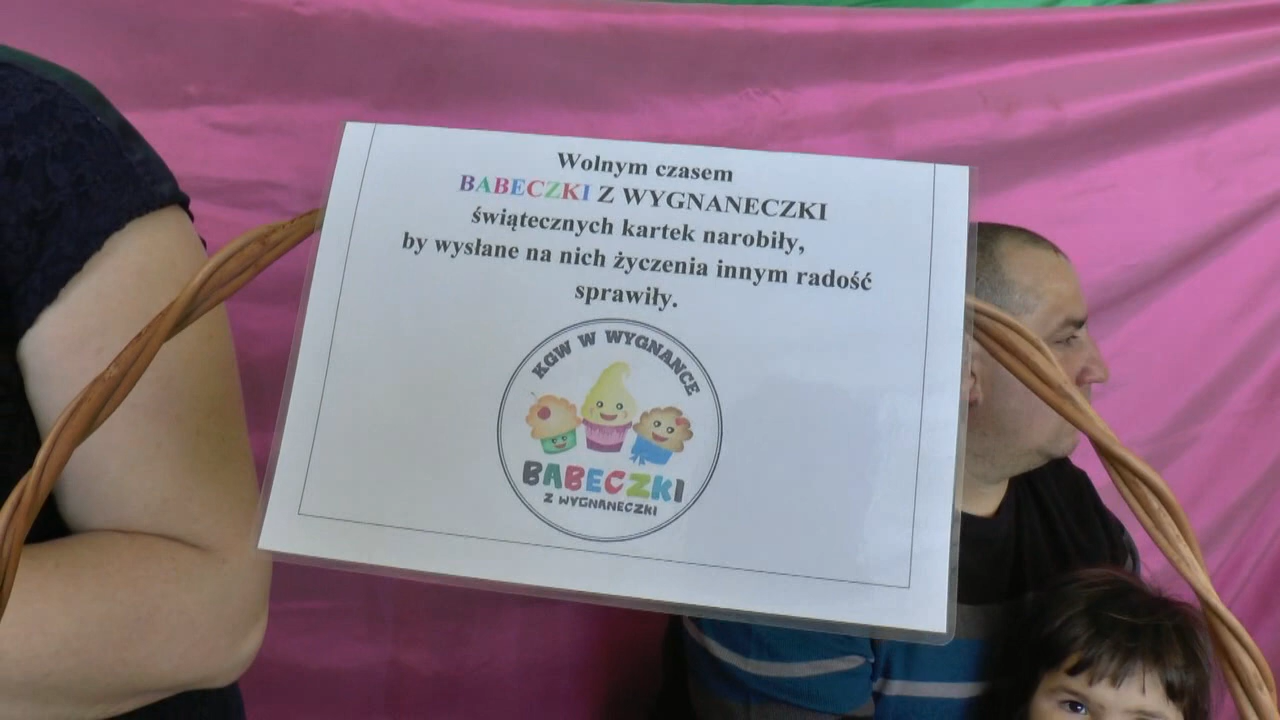 Wolnym czasem
BABECZKI Z WYGNANECZKI
świątecznych kartek narobiły,
by wysłane na nich życzenia innym radość
sprawiły.
KGW W WYGNANCE
BABECZKI
Z WYGNANECZKI